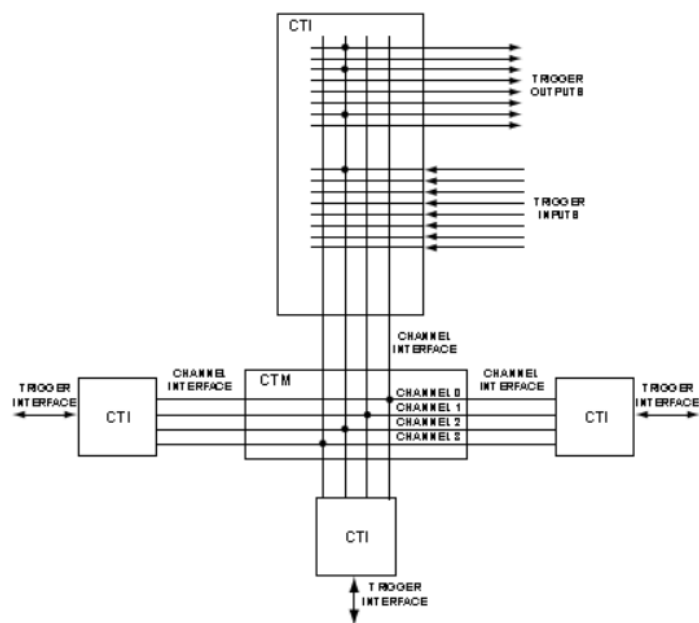 CTI
TRIGGER
OUTPUTS
TRIGGER
INPUTS
CHANNEL
INTERFACE
CHANNEL
INTERFACE
CTM
CHANNEL
INTERFACE
TRIGGER
INTERFACE
CTI
CHANNEL 0
CHANNEL 1
CHANNEL 2
CHANNEL 3
CTI
TRIGGER
INTERFACE
CTI
TRIGGER
INTERFACE